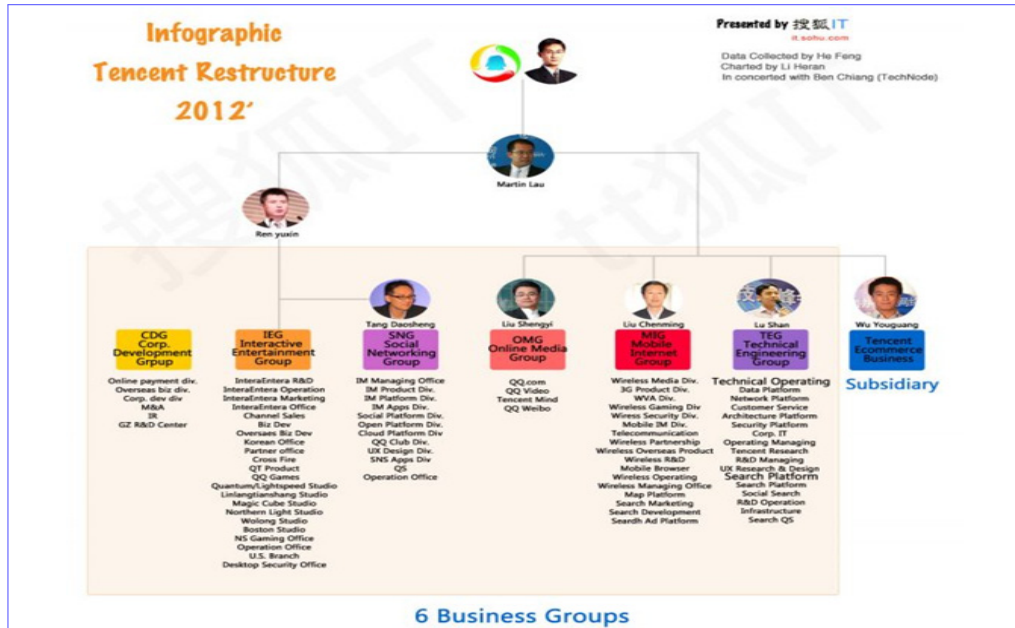 Infographic
Tencent Restructure
2012'
Presented by 搜狐IT
it.sohu.com
Data Collected by He Feng
Charted by Li Heran
In concerted with Ben Chiang (TechNode)
Martin Lau
Ren yuxin
Tang Daosheng
Liu Shengyi
Liu Chenming
Lu Shan
Wu Youguang
CDG
Corp.
Development
Grpup
Online payment div.
Overseas biz div.
Corp. dev div
M&A
IR
GZ R&D Center
IEG
Interactive
Entertainment
Group
InteraEntera R&D
InteraEntera Operation
InteraEntera Marketing
InteraEntera Office
Channel Sales
Biz Dev
Oversaes Biz Dev
Korean Office
Partner office
Cross Fire
QT Product
QQ Games
Quantum/Lightspeed Studio
Linlangtianshang Studio
Magic Cube Studio
Northern Light Studio
Wolong Studio
Boston Studio
NS Gaming Office
Operation Office
U.S. Branch
Desktop Security Office
SNG
Social
Networking
Group
IM Managing Office
IM Product Div.
IM Platform Div.
IM Apps Div.
Social Platform Div.
Open Platform Div.
Cloud Platform Div
QQ Club Div.
UX Design Div.
SNS Apps Div
QS
Operation Office
OMG
Online Media
Group
QQ.com
QQ Video
Tencent Mind
QQ Weibo
MIG
Mobile
Internet
Group
Wireless Media Div.
3G Product Div.
WVA Div.
Wireless Gaming Div
Wiress Security Div.
Mobile IM Div.
Telecommunication
Wireless Partnership
Wireless Overseas Product
Wireless R&D
Mobile Browser
Wireless Operating
Wireless Managing Office
Map Platform
Search Marketing
Search Development
Seardh Ad Platform
TEG
Technical
Engineering
Group
Technical Operating
Data Platform
Network Platform
Customer Service
Architecture Platform
Security Platform
Corp. IT
Operating Managing
Tencent Research
R&D Managing
UX Research & Design
Search Platform
Search Platform
Social Search
R&D Operation
Infrastructure
Search QS
Tencent
Ecommerce
Business
Subsidiary
6 Business Groups